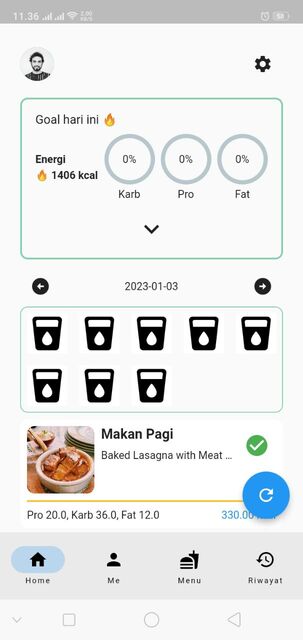 11.36
2,00
KB/S
53
Goal hari ini 🔥
Energi
🔥 1406 kcal
0%
0%
0%
Karb
Pro
Fat
2023-01-03
Makan Pagi
Baked Lasagna with Meat ...
Pro 20.0, Karb 36.0, Fat 12.0
330.00
Home
Me
Menu
Riwayat